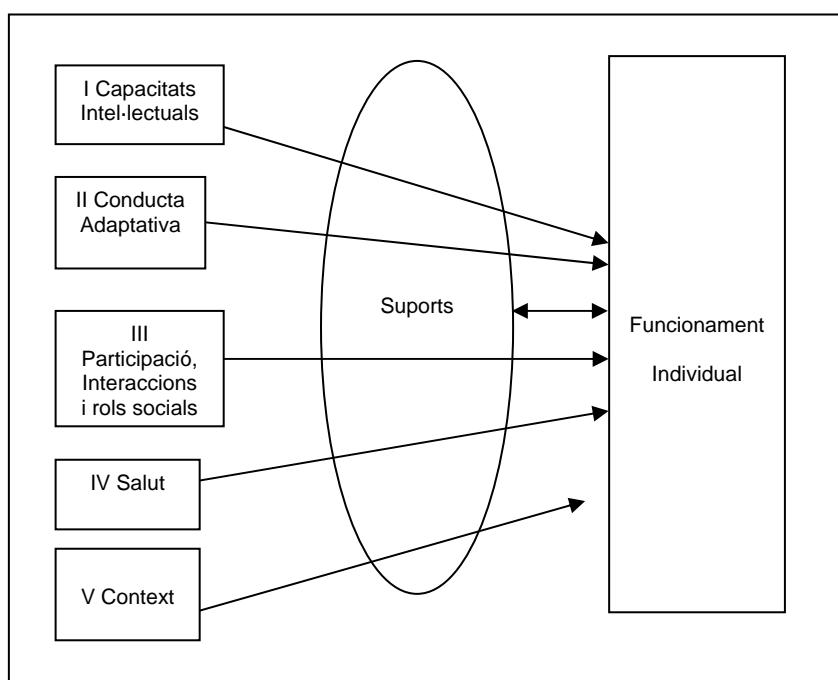 I Capacitats
Intel·lectuals
II Conducta
Adaptativa
III
Participació,
Interaccions
i rols socials
IV Salut
V Context
Suports
Funcionament
Individual